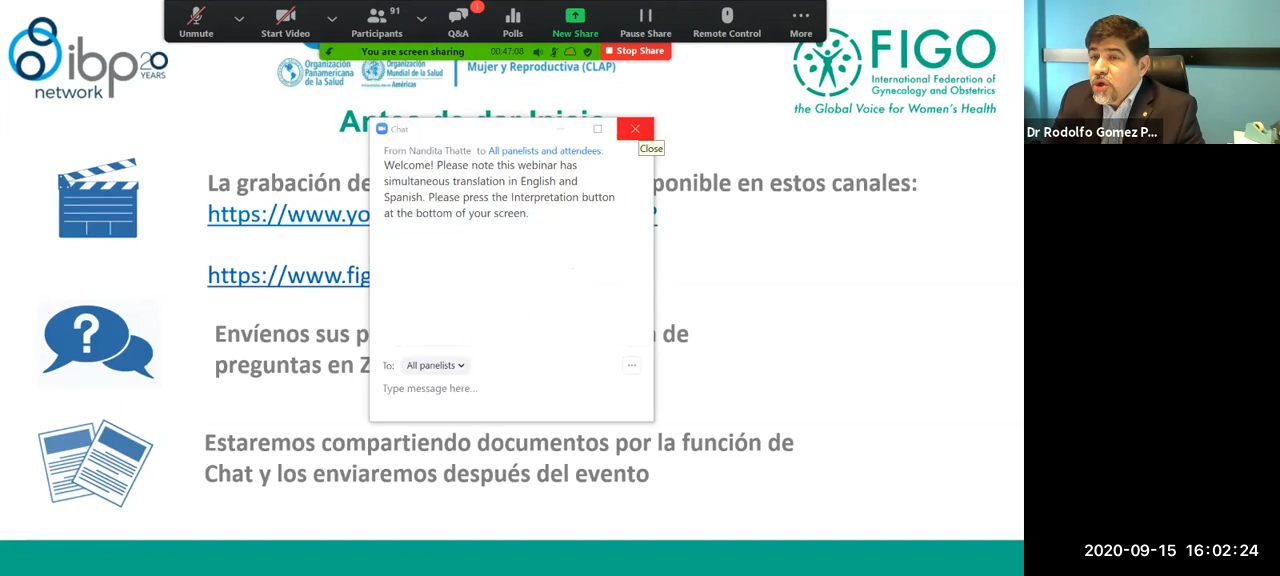 Unmute
Start Video
91
Participants
1
Q&A
Polls
New Share
Pause Share
Remote Control
More
You are screen sharing
00:47:08
Stop Share
ibp 20
YEARS
network
Organización
Panamericana
de la Salud
Organización
Mundial de la Salud
Mujer y Reproductiva (CLAP)
FIGO
International Federation of
Gynecology and Obstetrics
the Global Voice for Women's Health
Dr Rodolfo Gomez P...
Antes de dar Inicio
Chat
Close
From Nandita Thatte to All panelists and attendees:
Welcome! Please note this webinar has
simultaneous translation in English and
Spanish. Please press the Interpretation button
at the bottom of your screen.
La grabación de
ponible en estos canales:
https://www.yo
https://www.fig
?
Envíenos sus p
de
preguntas en Z
To: All panelists
Type message here...
Estaremos compartiendo documentos por la función de
Chat y los enviaremos después del evento
2020-09-15 16:02:24